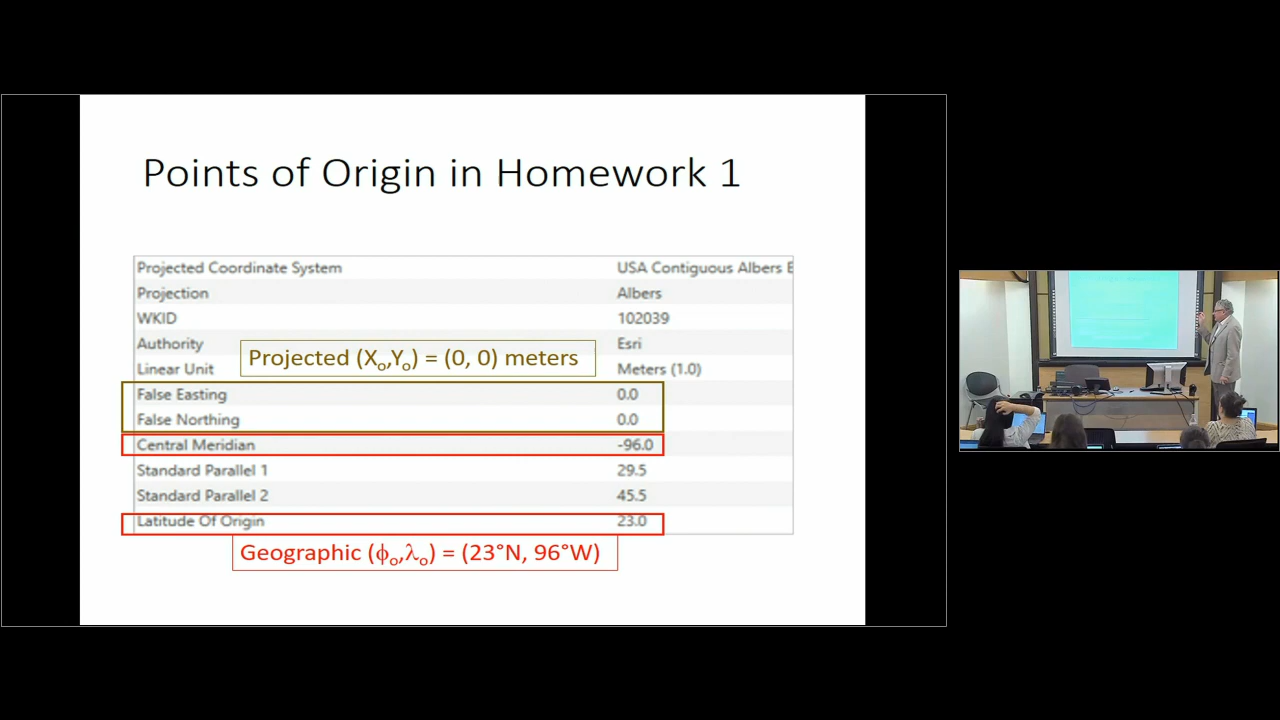 Points of Origin in Homework 1
Projected Coordinate System USA Contiguous Albers E
Projection Albers
WKID 102039
Authority Esri
Projected (Xo,Yo) = (0, 0) meters
Linear Unit Meters (1.0)
False Easting 0.0
False Northing 0.0
Central Meridian -96.0
Standard Parallel 1 29.5
Standard Parallel 2 45.5
Latitude Of Origin 23.0
Geographic (ϕo,λo) = (23°N, 96°W)